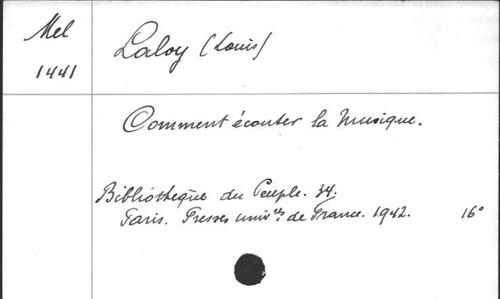 Mel
1441
Laloy (Louis)
Comment écouter la Musique.
Bibliothèque du Peuple. 34.
Paris. Presses univ res. de France. 1942. 16°